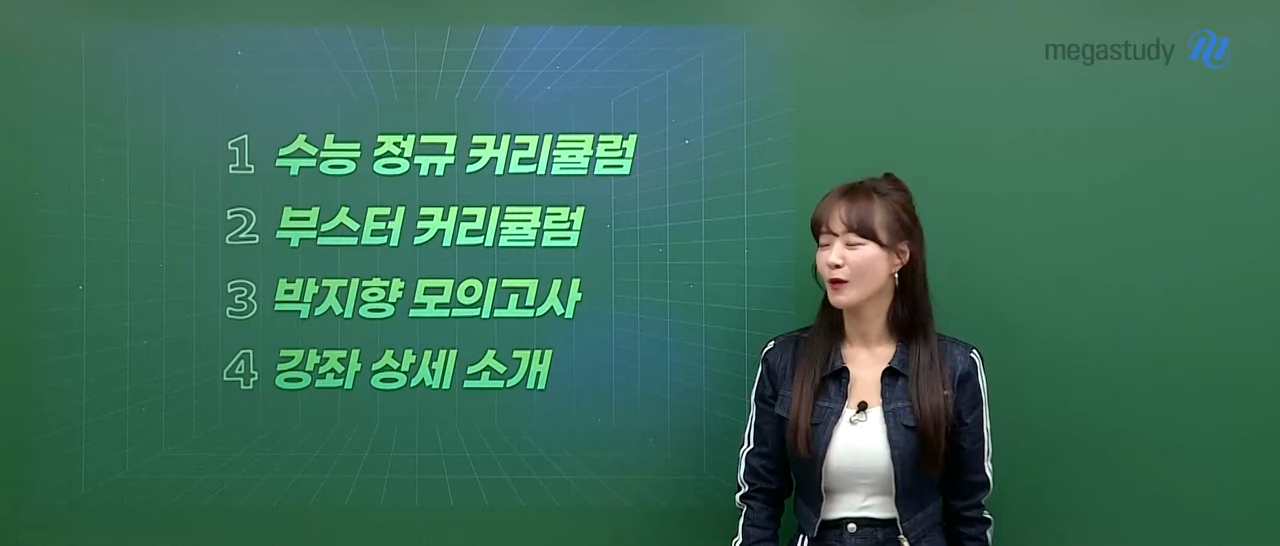 megastudy
1 수능 정규 커리큘럼
2 부스터 커리큘럼
3 박지향 모의고사
4 강좌 상세 소개